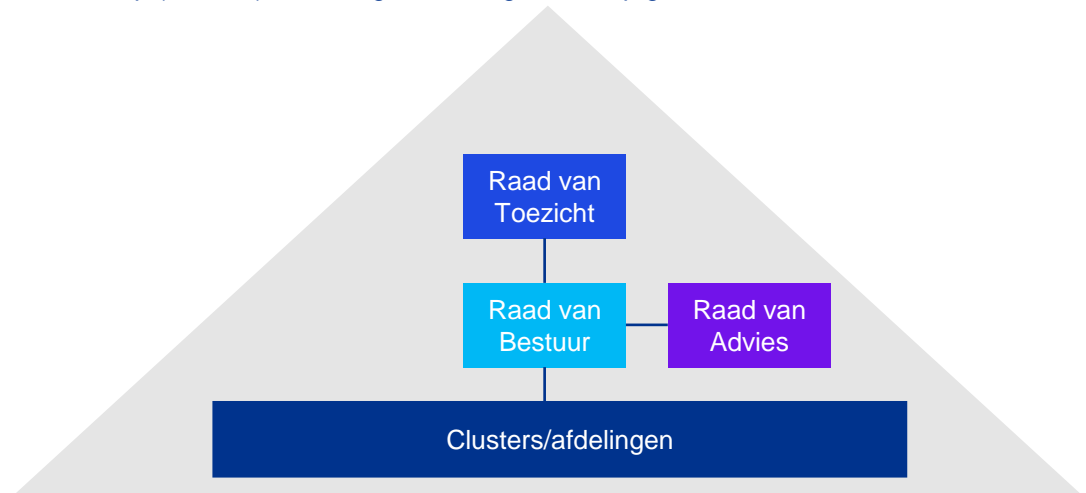 Raad van
Toezicht
Raad van
Bestuur
Raad van
Advies
Clusters/afdelingen